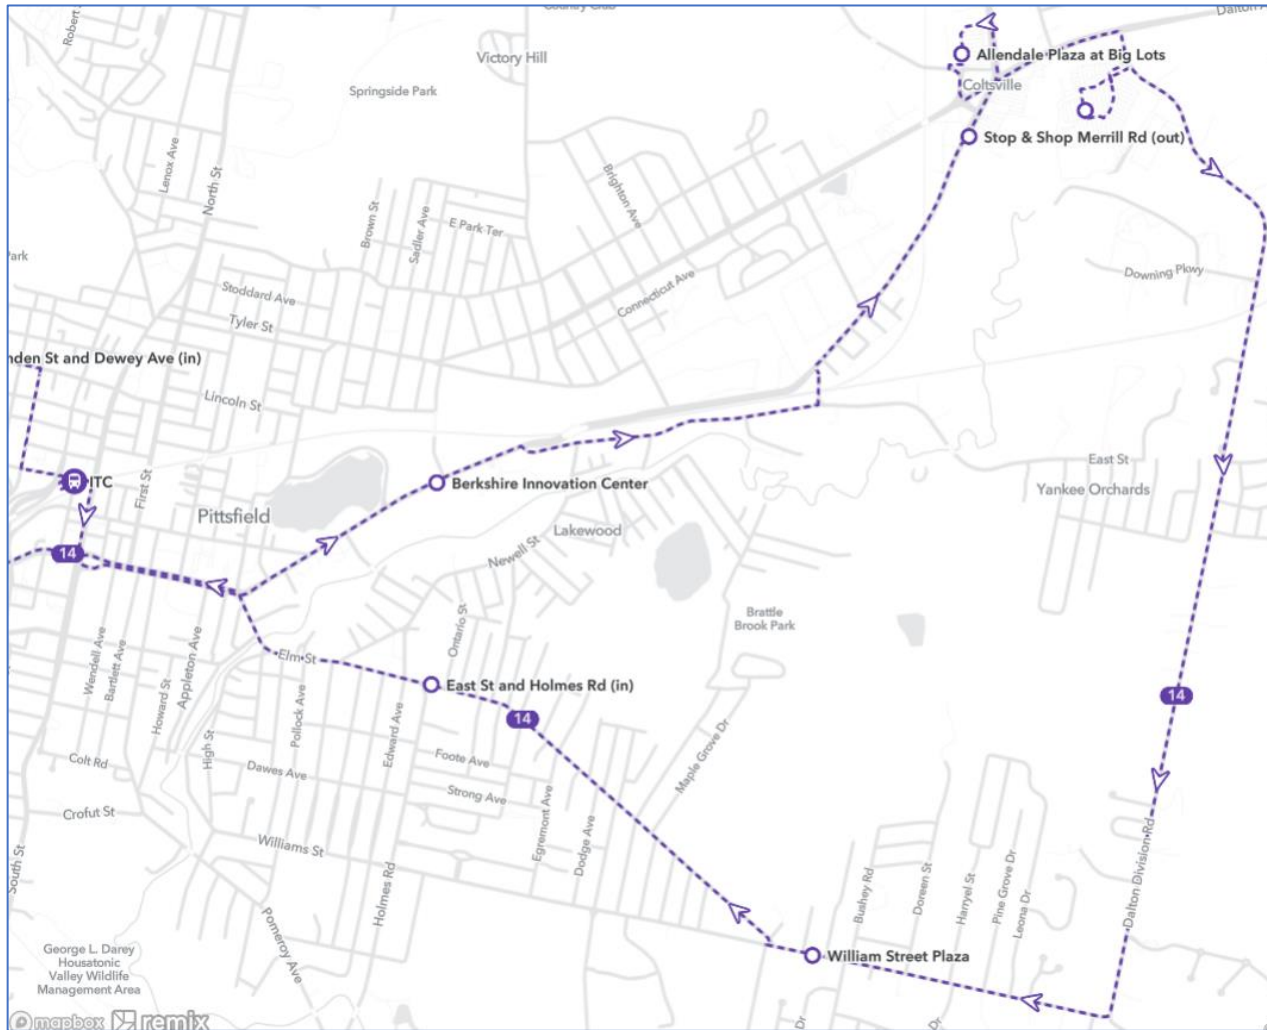 Country Club
Dalton A
Robert
Victory Hill
Allendale Plaza at Big Lots
Springside Park
Coltsville
Stop & Shop Merrill Rd (out)
Lenox Ave
North St
Brown St
Sadler Ave
E Park Ter
Brighton Ave
Park
Stoddard Ave
Connecticut Ave
Downing Pkwy
Tyler St
nden St and Dewey Ave (in)
Lincoln St
East St
ITC
First St
Berkshire Innovation Center
Yankee Orchards
Pittsfield
Lakewood
Newell St
14
Brattle
Brook Park
Ontario St
Elm St
Wendell Ave
Bartlett Ave
Appleton Ave
Howard St
Pollock Ave
East St and Holmes Rd (in)
14
14
High St
Edward Ave
Maple Grove Dr
Colt Rd
Dawes Ave
Foote Ave
Strong Ave
Crofut St
Egremont Ave
Dodge Ave
Williams St
South St
Holmes Rd
Bushey Rd
Doreen St
Harryel St
Pine Grove Dr
Leona Dr
Dalton Division Rd
Pomeroy Ave
William Street Plaza
George L. Darey
Housatonic
Valley Wildlife
Management Area
Dr
Dr
mapbox remix